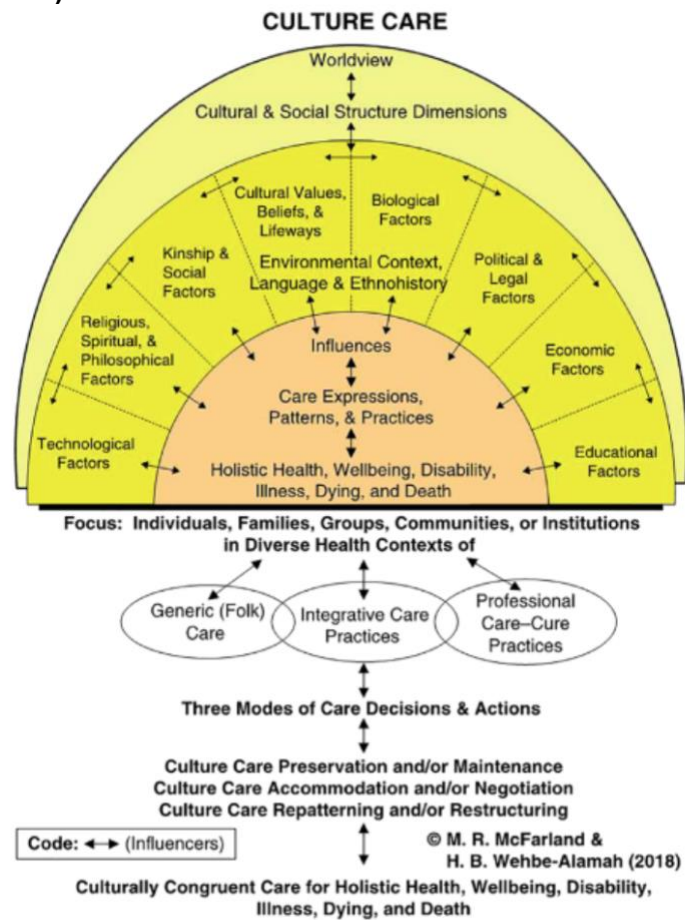 CULTURE CARE
Worldview
Cultural & Social Structure Dimensions
Cultural Values,
Beliefs, &
Lifeways
Biological
Factors
Kinship &
Social
Factors
Environmental Context,
Language & Ethnohistory
Political &
Legal
Factors
Religious,
Spiritual, &
Philosophical
Factors
Influences
Economic
Factors
Care Expressions,
Patterns, & Practices
Technological
Factors
Holistic Health, Wellbeing, Disability,
Illness, Dying, and Death
Educational
Factors
Focus: Individuals, Families, Groups, Communities, or Institutions
in Diverse Health Contexts of
Generic (Folk)
Care
Integrative Care
Practices
Professional
Care–Cure
Practices
Three Modes of Care Decisions & Actions
Culture Care Preservation and/or Maintenance
Culture Care Accommodation and/or Negotiation
Culture Care Repatterning and/or Restructuring
Code: ↔ (Influencers)
© M. R. McFarland &
H. B. Wehbe-Alamah (2018)
Culturally Congruent Care for Holistic Health, Wellbeing, Disability,
Illness, Dying, and Death